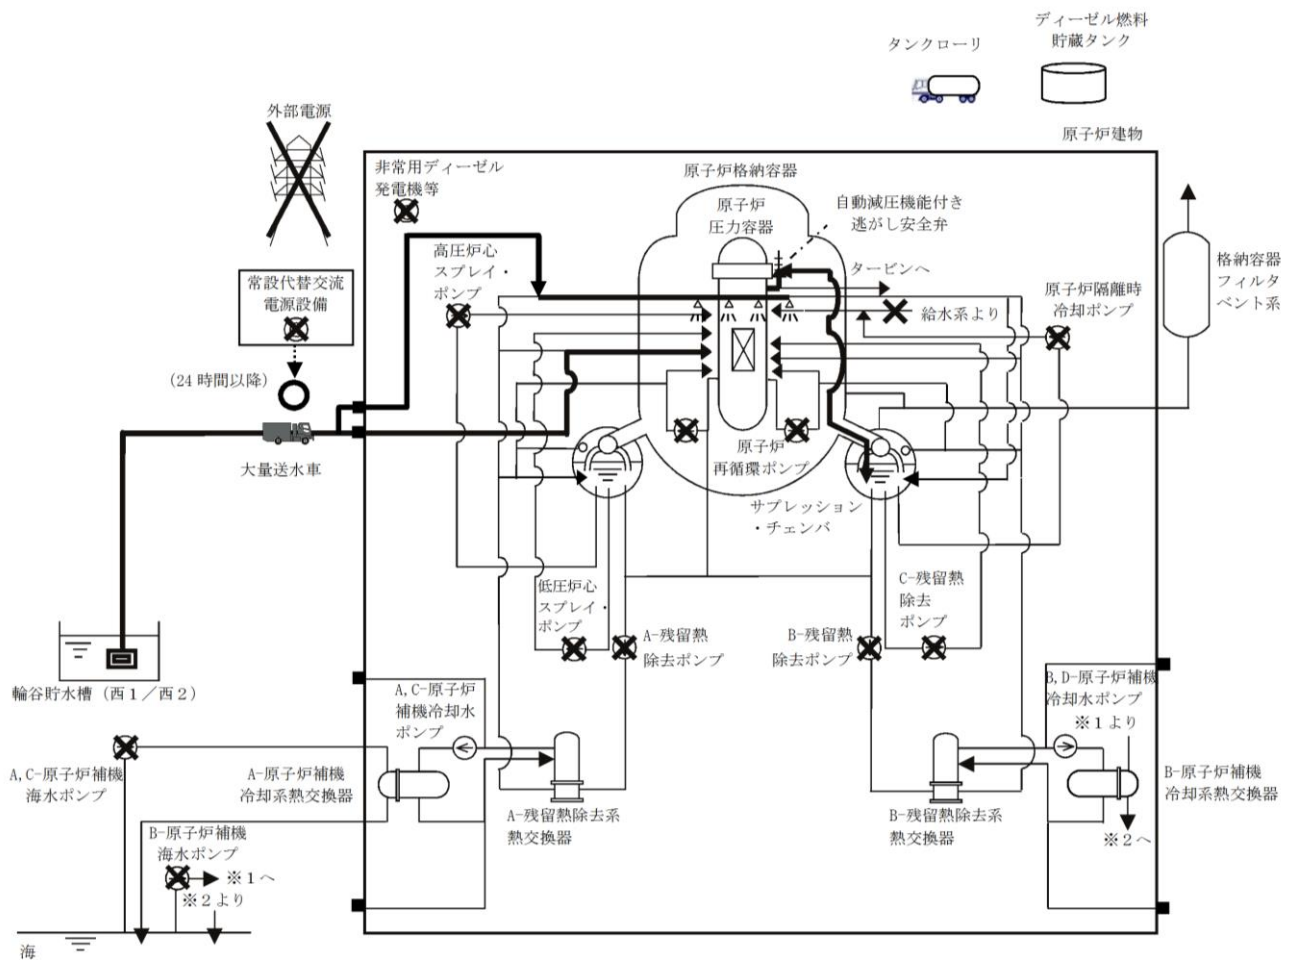 ディーゼル燃料
貯蔵タンク
タンクローリ
外部電源
原子炉建物
非常用ディーゼル
発電機等
原子炉格納容器
原子炉
圧力容器
自動減圧機能付き
逃がし安全弁
高圧炉心
スプレイ・
ポンプ
タービンへ
格納容器
フィルタ
ベント系
常設代替交流
電源設備
原子炉隔離時
冷却ポンプ
給水系より
(24時間以降)
大量送水車
原子炉
再循環ポンプ
サプレッション
・チェンバ
低圧炉心
スプレイ・
ポンプ
C-残留熱
除去
ポンプ
A-残留熱
除去ポンプ
B-残留熱
除去ポンプ
輪谷貯水槽(西1/西2)
A,C-原子炉
補機冷却水
ポンプ
B,D-原子炉補機
冷却水ポンプ
※1より
A,C-原子炉補機
海水ポンプ
A-原子炉補機
冷却系熱交換器
B-原子炉補機
冷却系熱交換器
A-残留熱除去系
熱交換器
B-残留熱除去系
熱交換器
※2へ
B-原子炉補機
海水ポンプ
※1へ
※2より
海